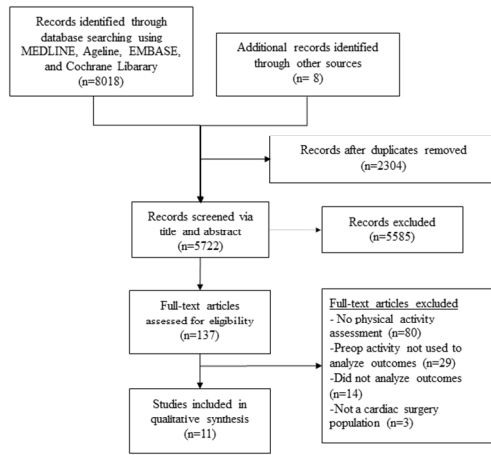 Records identified through
database searching using
MEDLINE, Ageline, EMBASE,
and Cochrane Libarary
(n=8018)
Additional records identified
through other sources
(n= 8)
Records after duplicates removed
(n=2304)
Records screened via
title and abstract
(n=5722)
Records excluded
(n=5585)
Full-text articles
assessed for eligibility
(n=137)
Full-text articles excluded
- No physical activity
assessment (n=80)
-Preop activity not used to
analyze outcomes (n=29)
-Did not analyze outcomes
(n=14)
-Not a cardiac surgery
population (n=3)
Studies included in
qualitative synthesis
(n=11)